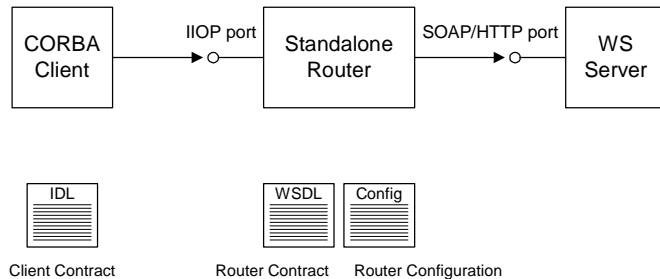 CORBA
Client
IIOP port
Standalone
Router
SOAP/HTTP port
WS
Server
IDL
WSDL
Config
Client Contract
Router Contract
Router Configuration